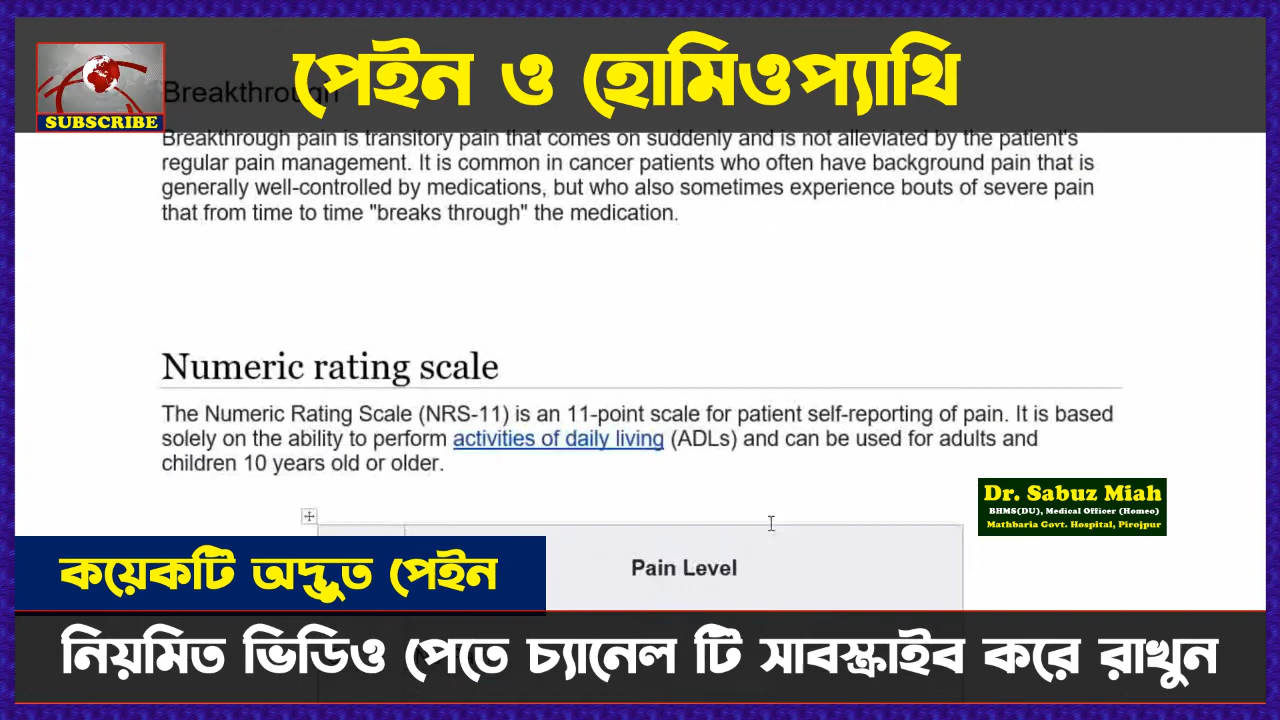 পেইন ও হোমিওপ্যাথি
SUBSCRIBE
Breakthrough
Breakthrough pain is transitory pain that comes on suddenly and is not alleviated by the patient's
regular pain management. It is common in cancer patients who often have background pain that is
generally well-controlled by medications, but who also sometimes experience bouts of severe pain
that from time to time "breaks through" the medication.
Numeric rating scale
The Numeric Rating Scale (NRS-11) is an 11-point scale for patient self-reporting of pain. It is based
solely on the ability to perform activities of daily living (ADLs) and can be used for adults and
children 10 years old or older.
Dr. Sabuz Miah
BHMS(DU), Medical Officer (Homeo)
Mathbaria Govt. Hospital, Pirojpur
Pain Level
কয়েকটি অদ্ভুত পেইন
নিয়মিত ভিডিও পেতে চ্যানেল টি সাবস্ক্রাইব করে রাখুন